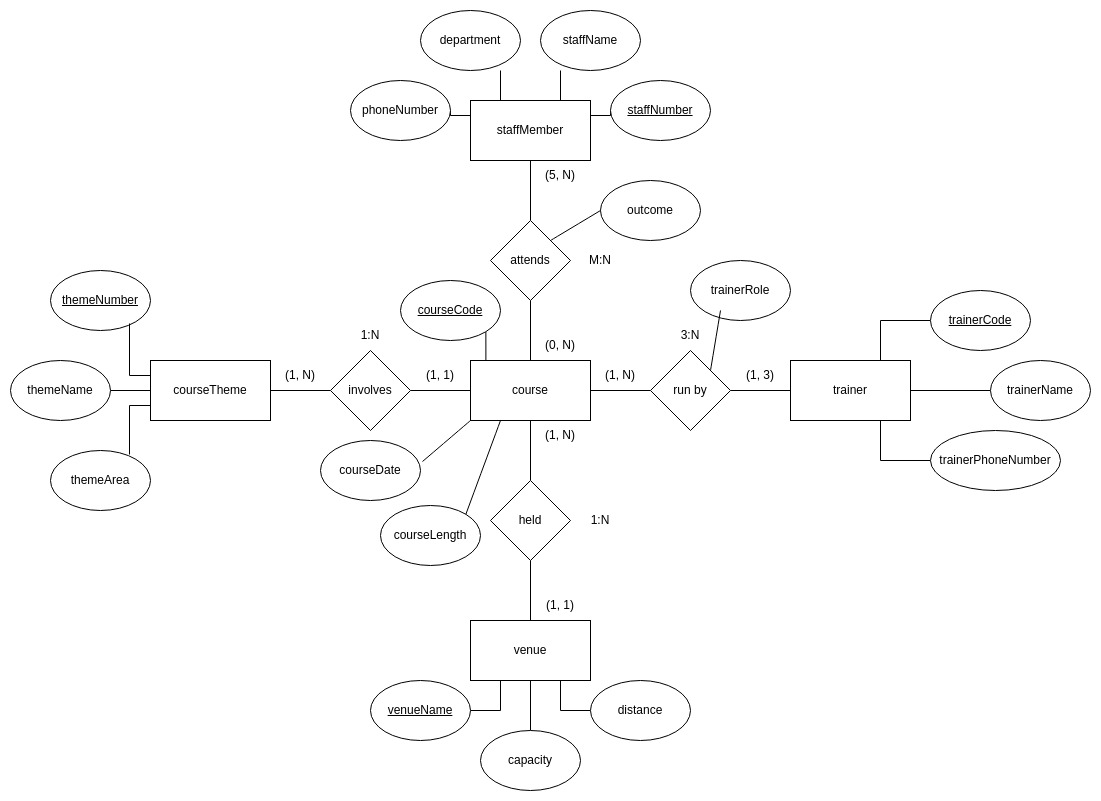 department
staffName
phoneNumber
staffMember
staffNumber
(5, N)
outcome
attends
M:N
trainerRole
themeNumber
courseCode
trainerCode
1:N
(0, N)
3:N
(1, N)
(1, 1)
(1, N)
(1, 3)
themeName
courseTheme
involves
course
run by
trainer
trainerName
(1, N)
themeArea
courseDate
trainerPhoneNumber
courseLength
held
1:N
(1, 1)
venue
venueName
distance
capacity